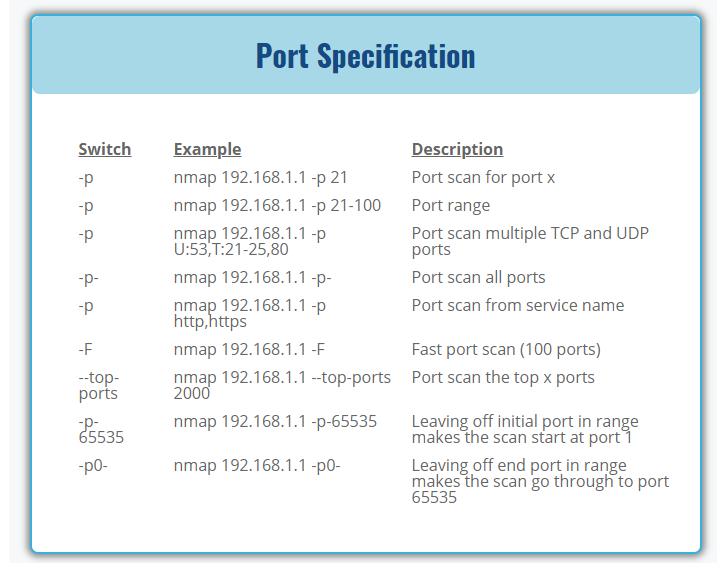 Port Specification
Switch Example Description
-p nmap 192.168.1.1 -p 21 Port scan for port x
-p nmap 192.168.1.1 -p 21-100 Port range
-p nmap 192.168.1.1 -p Port scan multiple TCP and UDP
U:53,T:21-25,80 ports
-p- nmap 192.168.1.1 -p- Port scan all ports
-p nmap 192.168.1.1 -p Port scan from service name
http,https
-F nmap 192.168.1.1 -F Fast port scan (100 ports)
--top- nmap 192.168.1.1 --top-ports Port scan the top x ports
ports 2000
-p- nmap 192.168.1.1 -p-65535 Leaving off initial port in range
65535 makes the scan start at port 1
-p0- nmap 192.168.1.1 -p0- Leaving off end port in range
makes the scan go through to port
65535